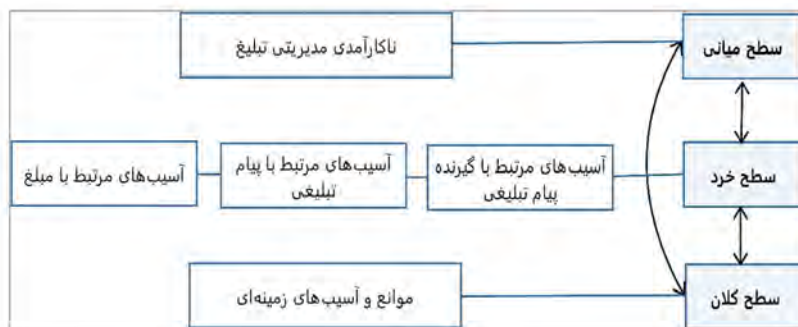 سطح میانی
ناکارآمدی مدیریتی تبلیغ
سطح خرد
آسیب‌های مرتبط با گیرنده
پیام تبلیغی
آسیب‌های مرتبط با پیام
تبلیغی
آسیب‌های مرتبط با مبلغ
سطح کلان
موانع و آسیب‌های زمینه‌ای